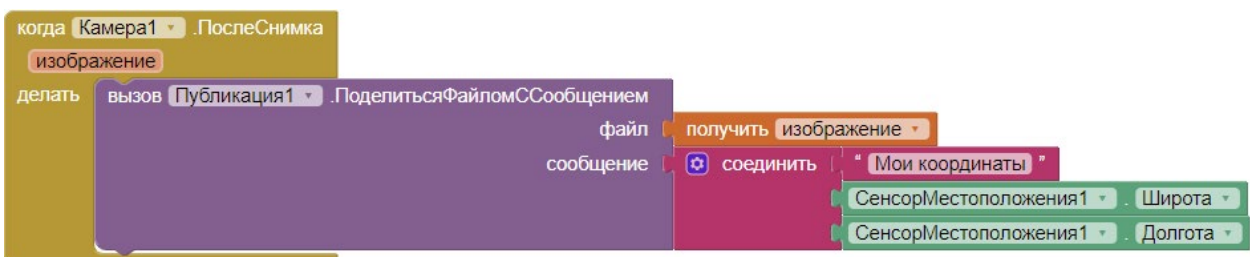 когда Камера1 .ПослеСнимка
изображение
делать вызов Публикация1 .ПоделитьсяФайломССообщением
файл получить изображение
сообщение соединить " Мои координаты "
СенсорМестоположения1 . Широта
СенсорМестоположения1 . Долгота